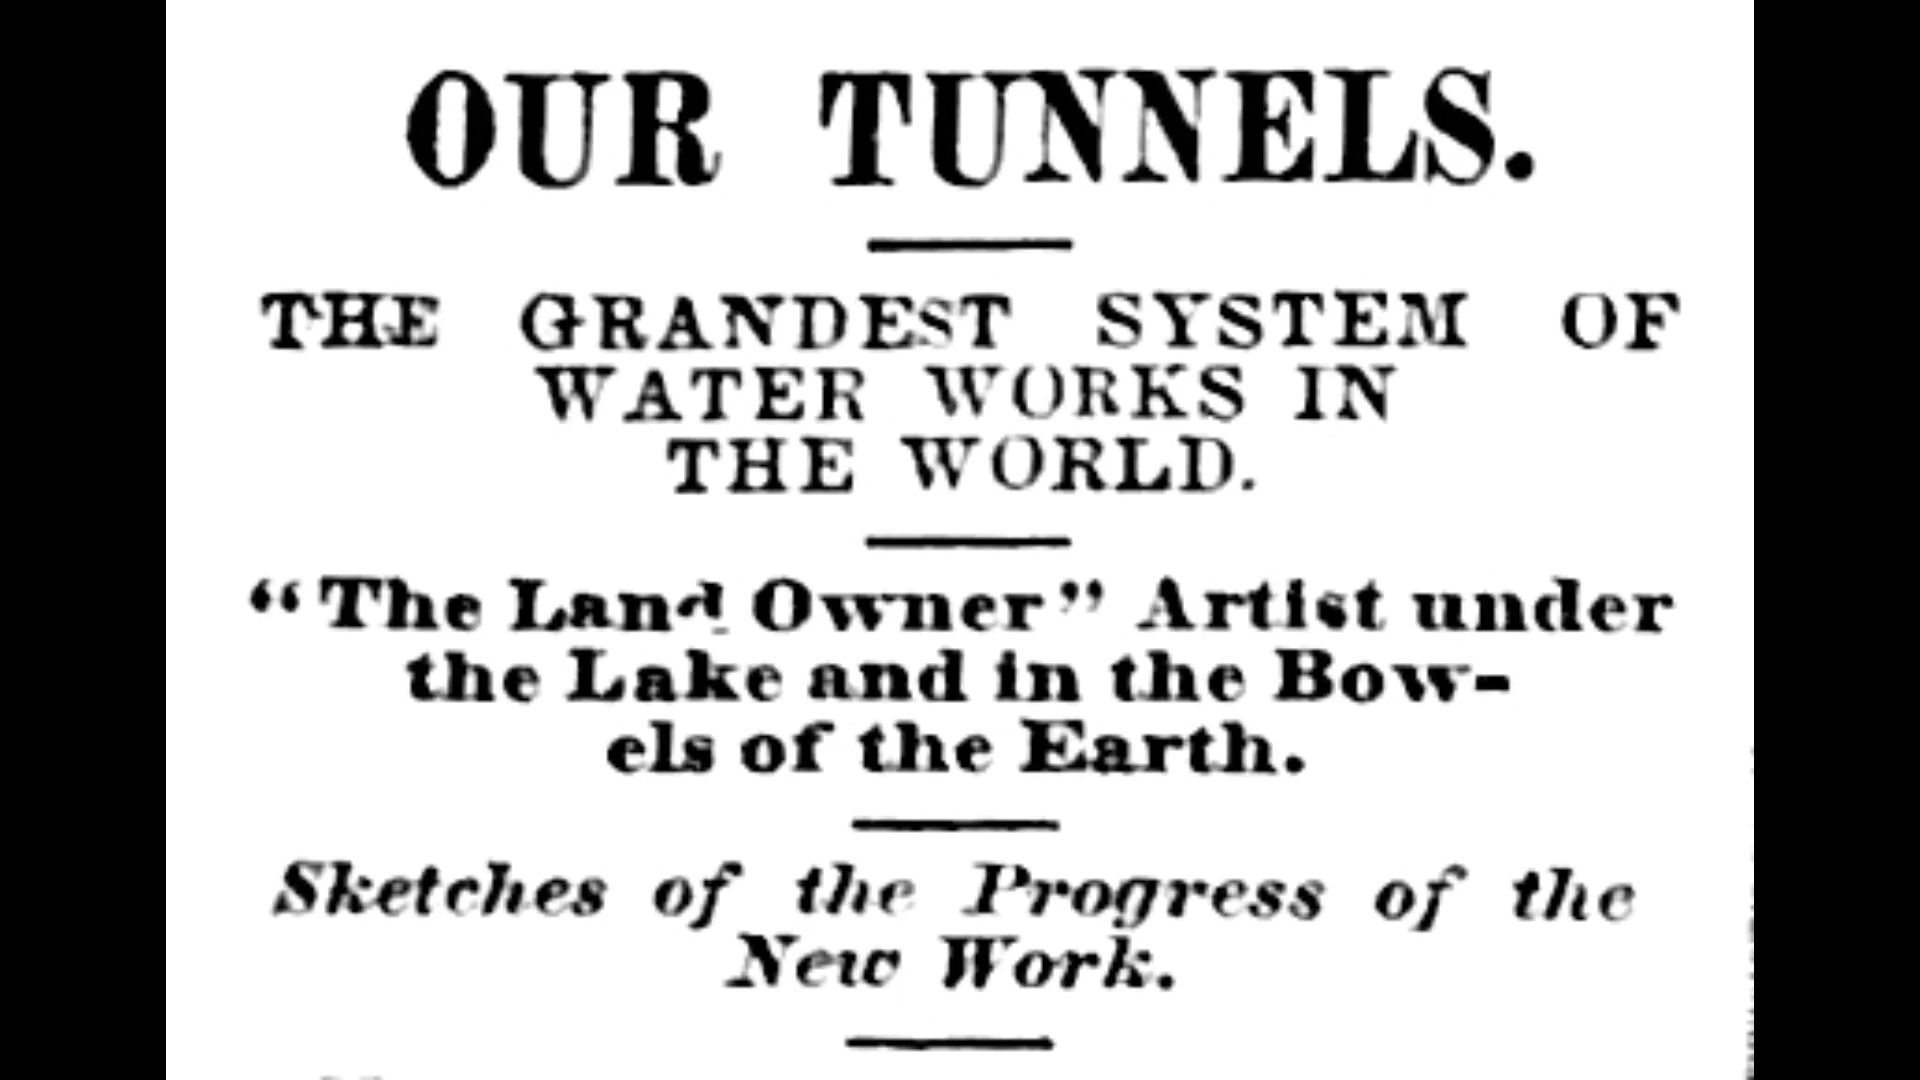 OUR TUNNELS.
THE GRANDEST SYSTEM OF
WATER WORKS IN
THE WORLD.
“The Land Owner” Artist under
the Lake and in the Bow-
els of the Earth.
Sketches of the Progress of the
New Work.